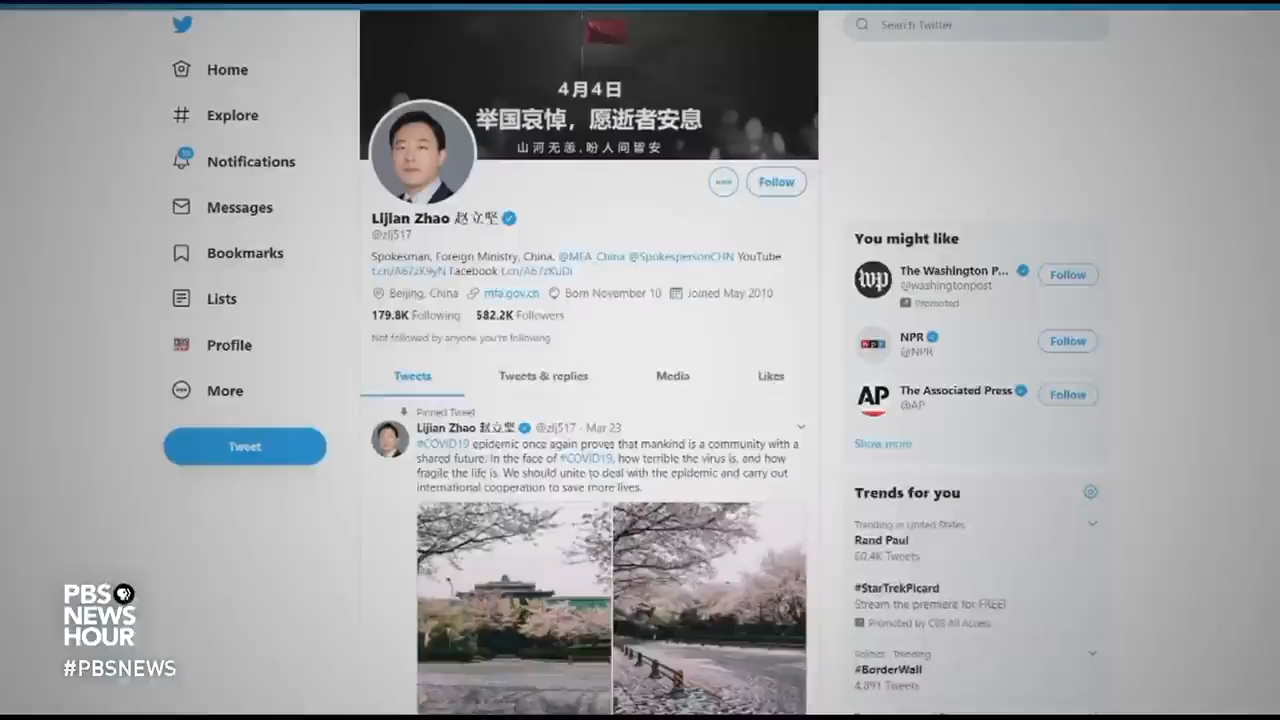 Home
Explore
Notifications
Messages
Bookmarks
Lists
Profile
More
Tweet
4月4日
举国哀悼，愿逝者安息
山河无恙，盼人间皆安
Follow
Lijian Zhao 赵立坚
@zlj517
Spokesman, Foreign Ministry, China. @MFA_China @SpokespersonCHN YouTube
t.cn/A67zK9yN Facebook t.cn/A67zKuDi
Beijing, China mfa.gov.cn Born November 10 Joined May 2010
179.8K Following 582.2K Followers
Not followed by anyone you're following
Tweets Tweets & replies Media Likes
Pinned Tweet
Lijian Zhao 赵立坚 @zlj517 · Mar 23
#COVID19 epidemic once again proves that mankind is a community with a
shared future. In the face of #COVID19, how terrible the virus is, and how
fragile the life is. We should unite to deal with the epidemic and carry out
international cooperation to save more lives.
Search Twitter
You might like
The Washington P...
@washingtonpost
Promoted
Follow
wp
NPR
@NPR
Follow
AP
The Associated Press
@AP
Follow
Show more
Trends for you
Trending in United States
Rand Paul
60.4K Tweets
#StarTrekPicard
Stream the premiere for FREE!
Promoted by CBS All Access
Politics · Trending
#BorderWall
4,891 Tweets
PBS
NEWS
HOUR
#PBSNEWS